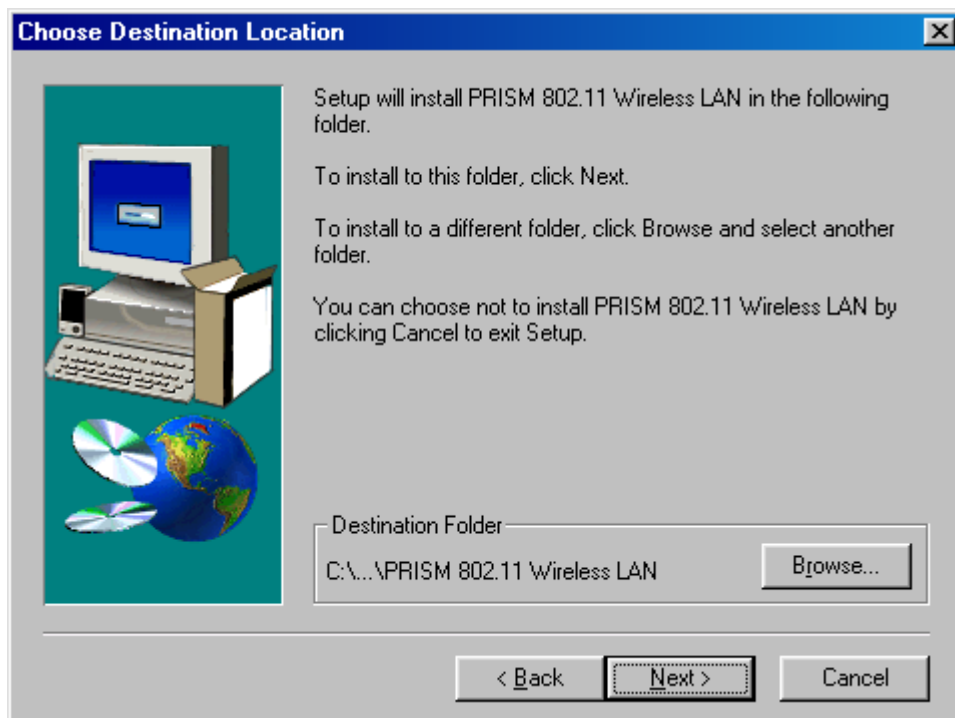 Choose Destination Location
Setup will install PRISM 802.11 Wireless LAN in the following
folder.
To install to this folder, click Next.
To install to a different folder, click Browse and select another
folder.
You can choose not to install PRISM 802.11 Wireless LAN by
clicking Cancel to exit Setup.
Destination Folder
C:\...\PRISM 802.11 Wireless LAN
Browse...
< Back
Next >
Cancel